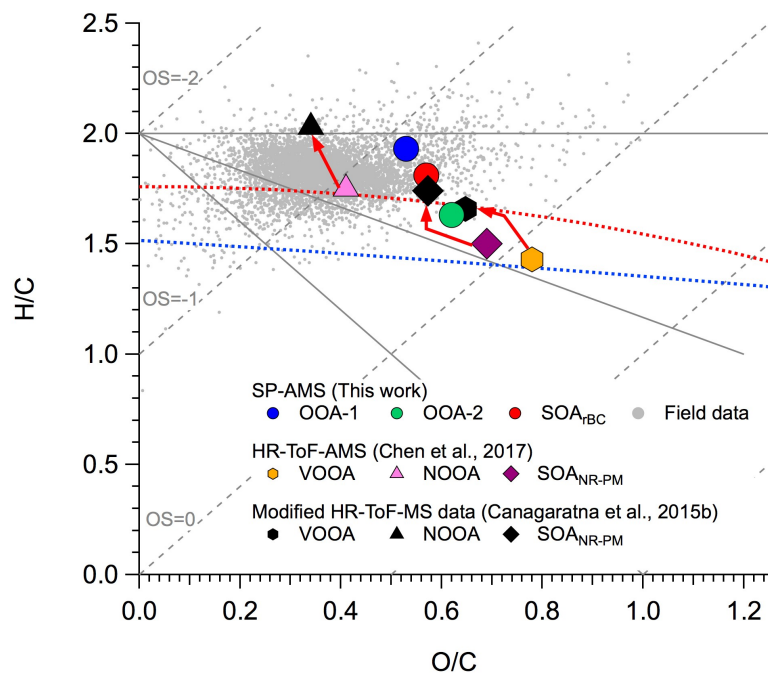 2.5
OS=-2
2.0
1.5
H/C
OS=-1
1.0
SP-AMS (This work)
OOA-1 OOA-2 SOArBC Field data
HR-ToF-AMS (Chen et al., 2017)
0.5
VOOA NOOA SOANR-PM
Modified HR-ToF-MS data (Canagaratna et al., 2015b)
OS=0
VOOA NOOA SOANR-PM
0.0
0.0 0.2 0.4 0.6 0.8 1.0 1.2
O/C